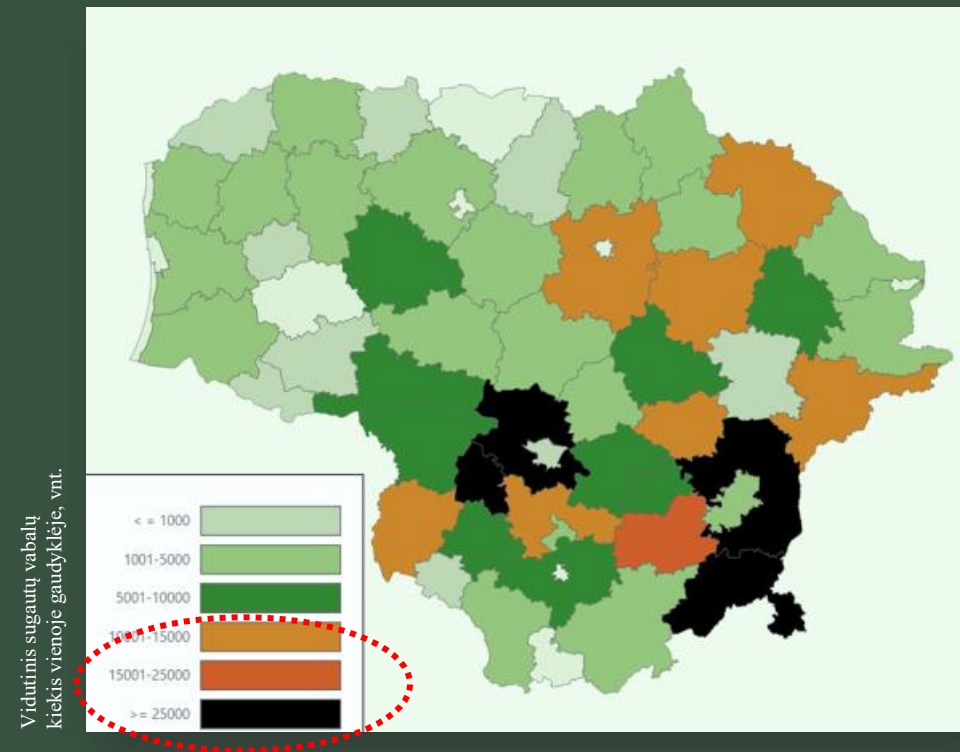 Vidutinis sugautų vabalų
kiekis vienoje gaudyklėje, vnt.
< = 1000
1001-5000
5001-10000
10001-15000
15001-25000
>= 25000